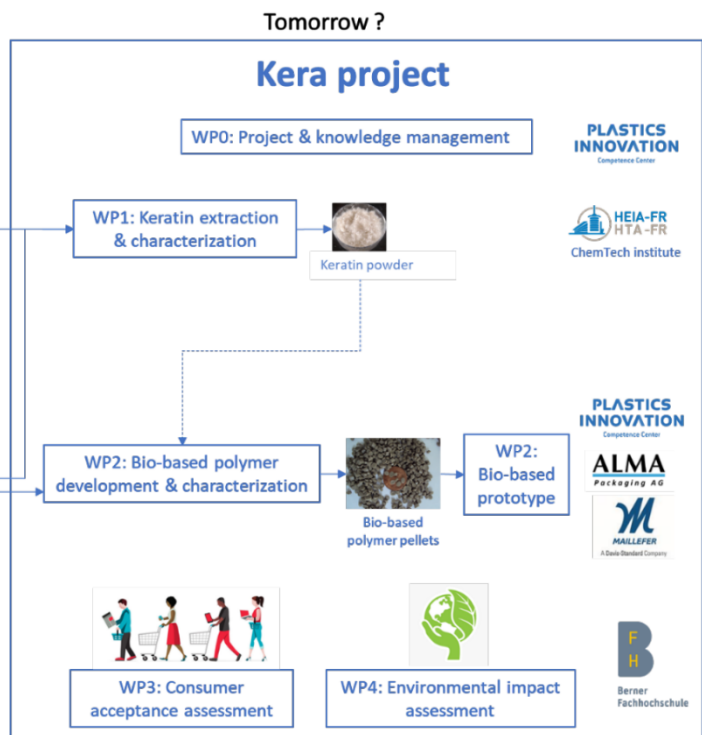 Tomorrow ?
Kera project
WP0: Project & knowledge management
PLASTICS
INNOVATION
Competence Center
WP1: Keratin extraction
& characterization
Keratin powder
HEIA-FR
HTA-FR
ChemTech institute
WP2: Bio-based polymer
development & characterization
Bio-based
polymer pellets
WP2:
Bio-based
prototype
PLASTICS
INNOVATION
Competence Center
ALMA
Packaging AG
M
MAILLEFER
A Davis-Standard Company
WP3: Consumer
acceptance assessment
WP4: Environmental impact
assessment
B
F
H
Berner
Fachhochschule